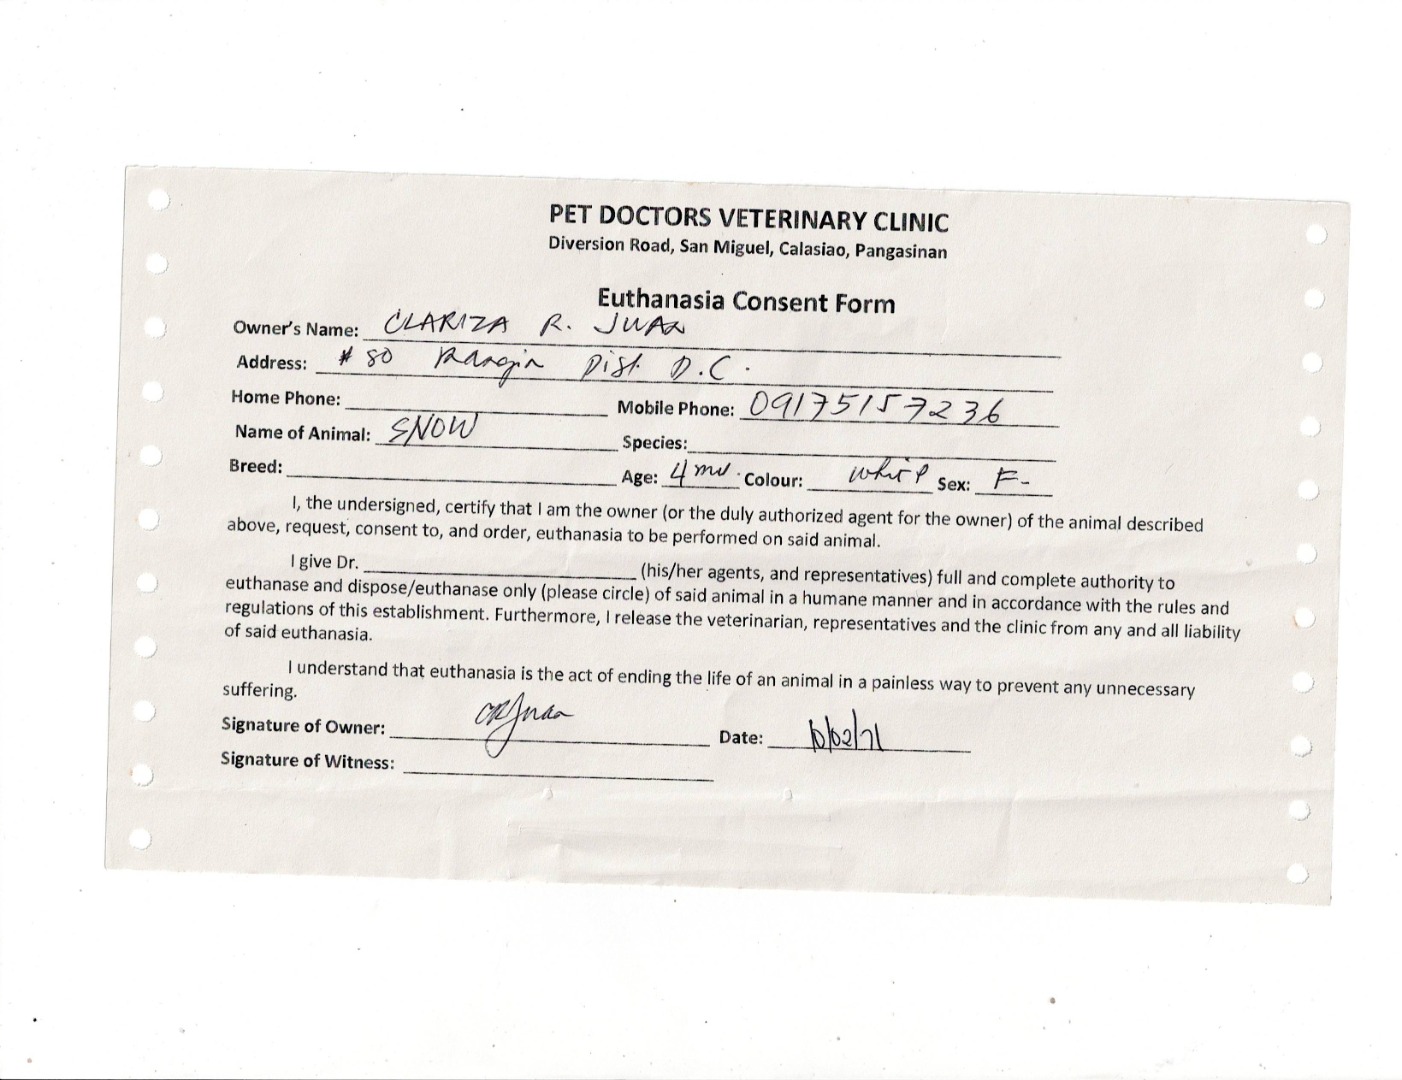 PET DOCTORS VETERINARY CLINIC
Diversion Road, San Miguel, Calasiao, Pangasinan
Euthanasia Consent Form
Owner's Name: CLARIZA R. JUAN
Address: # 80 Dist. D.C.
Home Phone: Mobile Phone: 09175157236
Name of Animal: SNOW Species:
Breed: Age: 4 mo. Colour: white Sex: F-
I, the undersigned, certify that I am the owner (or the duly authorized agent for the owner) of the animal described
above, request, consent to, and order, euthanasia to be performed on said animal.
I give Dr. (his/her agents, and representatives) full and complete authority to
euthanase and dispose/euthanase only (please circle) of said animal in a humane manner and in accordance with the rules and
regulations of this establishment. Furthermore, I release the veterinarian, representatives and the clinic from any and all liability
of said euthanasia.
I understand that euthanasia is the act of ending the life of an animal in a painless way to prevent any unnecessary
suffering.
Signature of Owner: CRJuan Date:
Signature of Witness: